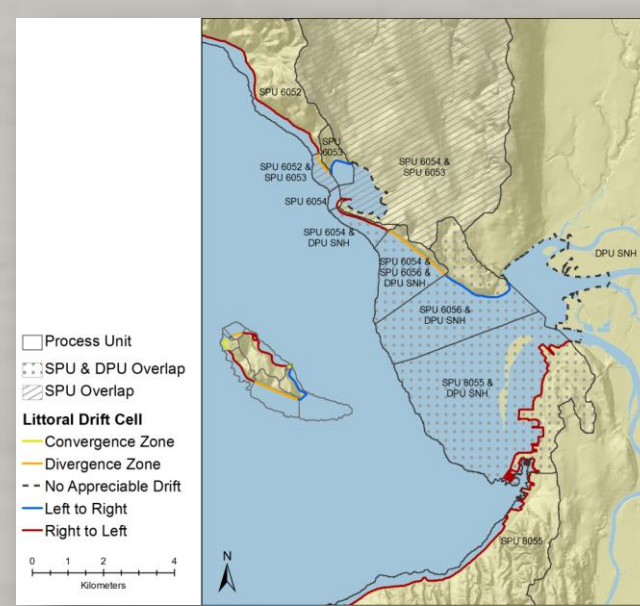 SPU 6052
SPU
6053
SPU 6052 &
SPU 6053
SPU 6054 &
SPU 6053
SPU 6054
SPU 6054 &
DPU SNH
DPU SNH
SPU 6054 &
SPU 6056 &
DPU SNH
SPU 6056 &
DPU SNH
SPU 8055 &
DPU SNH
SPU 8055
Process Unit
SPU & DPU Overlap
SPU Overlap
Littoral Drift Cell
Convergence Zone
Divergence Zone
No Appreciable Drift
Left to Right
Right to Left
0 2 4
Kilometers
N